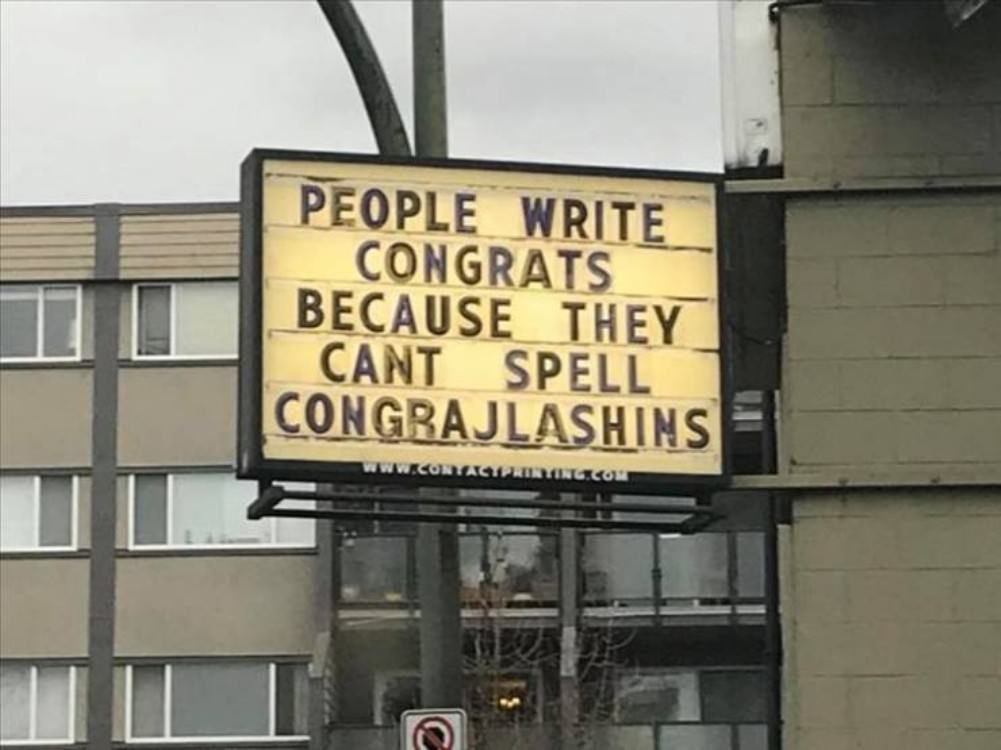 PEOPLE WRITE
CONGRATS
BECAUSE THEY
CANT SPELL
CONGRAJLASHINS
WWW.CONTACTPRINTING.COM